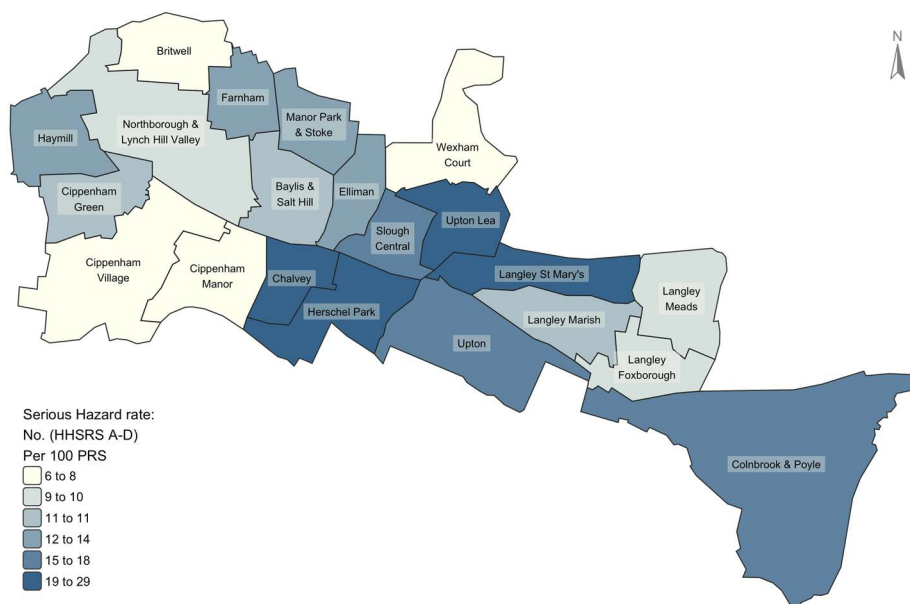 N
Britwell
Farnham
Manor Park
& Stoke
Haymill
Northborough &
Lynch Hill Valley
Wexham
Court
Cippenham
Green
Baylis &
Salt Hill
Elliman
Upton Lea
Slough
Central
Cippenham
Village
Cippenham
Manor
Chalvey
Langley St Mary's
Langley
Meads
Herschel Park
Langley Marish
Upton
Langley
Foxborough
Colnbrook & Poyle
Serious Hazard rate:
No. (HHSRS A-D)
Per 100 PRS
6 to 8
9 to 10
11 to 11
12 to 14
15 to 18
19 to 29